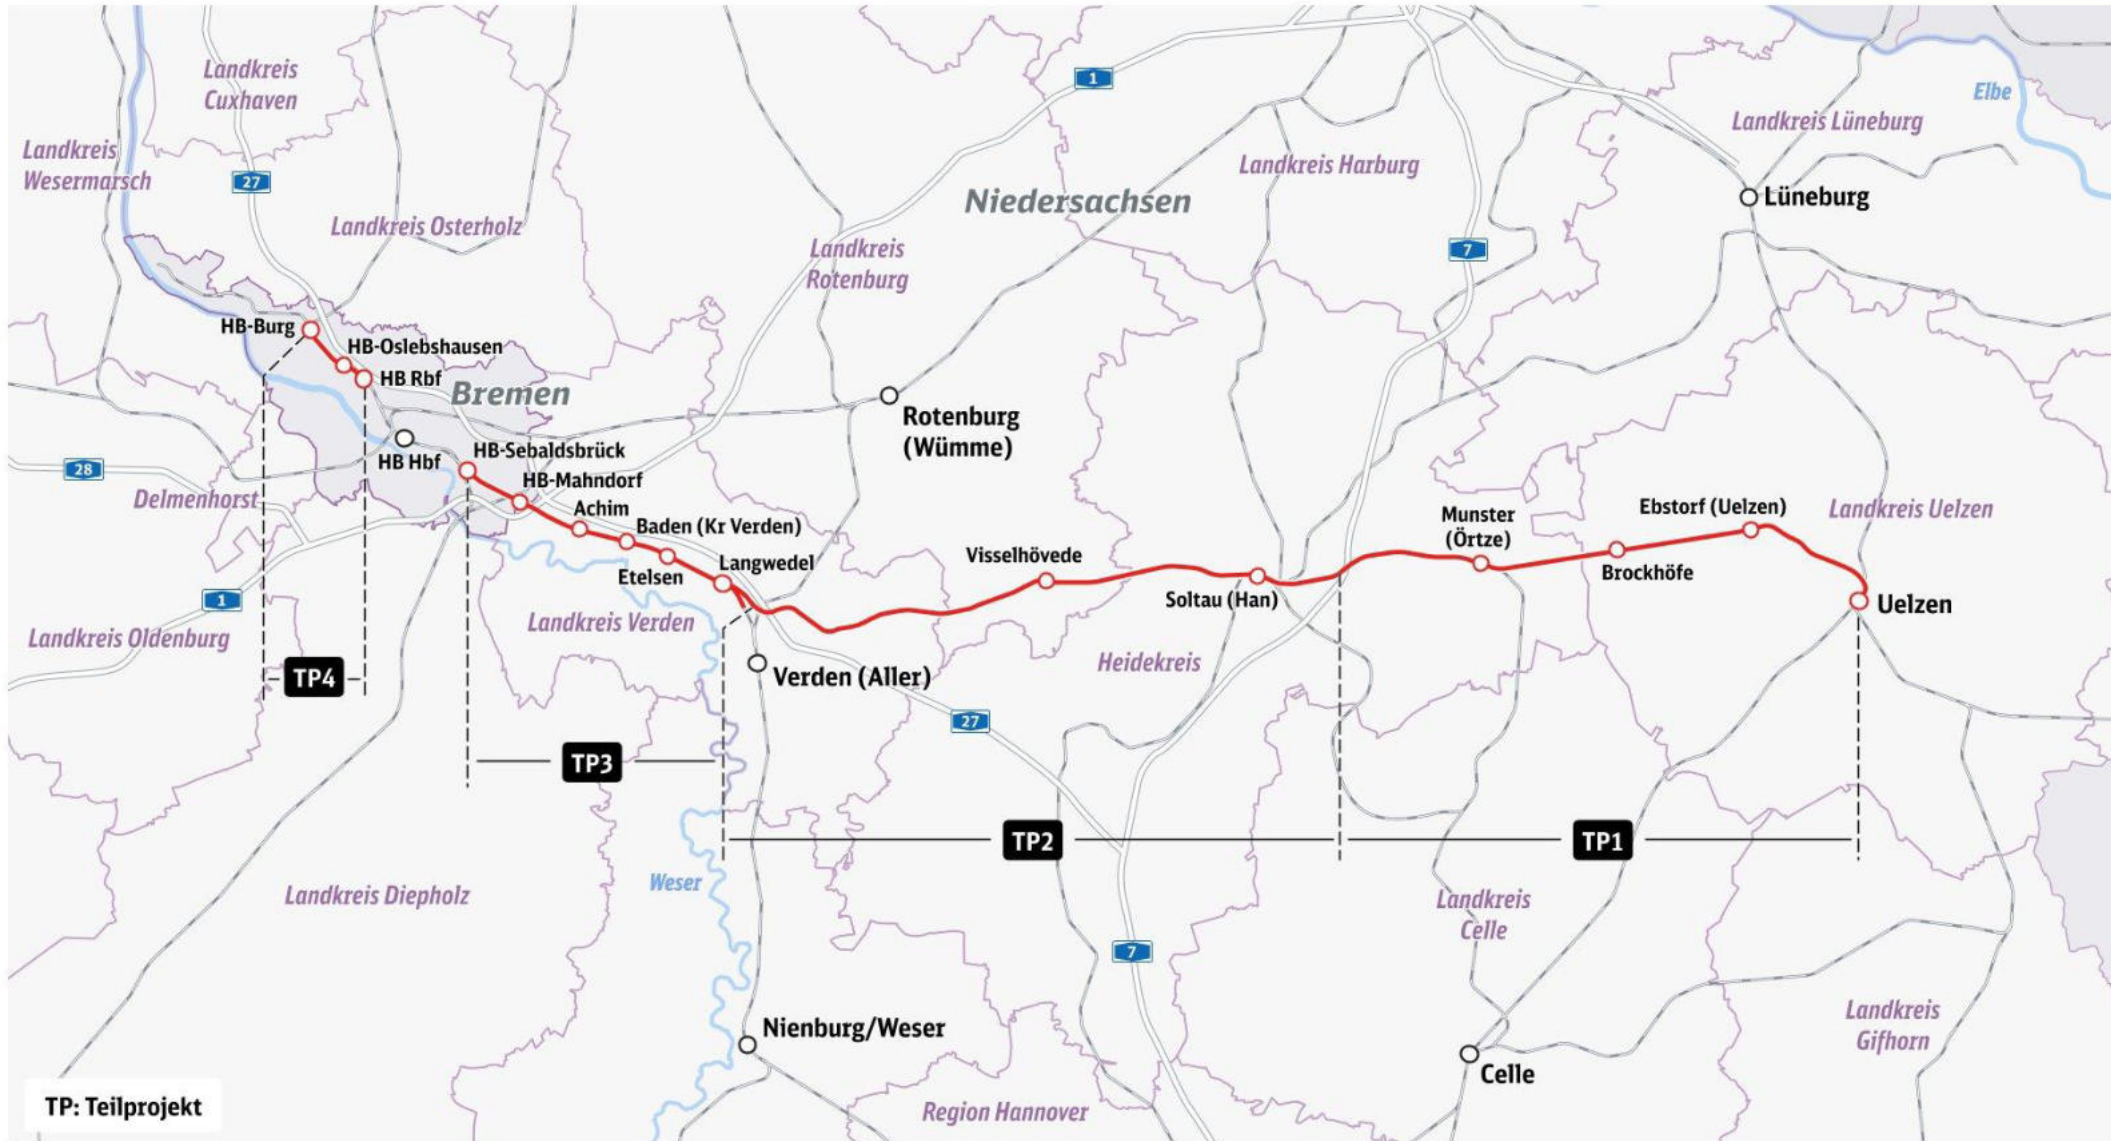 Landkreis
Cuxhaven
1
Elbe
Landkreis Lüneburg
Landkreis
Wesermarsch
27
Landkreis Harburg
Niedersachsen
Lüneburg
Landkreis Osterholz
Landkreis
Rotenburg
7
HB-Burg
HB-Oslebshausen
HB Rbf
Bremen
Rotenburg
(Wümme)
HB Hbf
HB-Sebaldsbrück
28
HB-Mahndorf
Delmenhorst
Achim
Baden (Kr Verden)
Etelsen
Langwedel
Visselhövede
Soltau (Han)
Munster
(Örtze)
Brockhöfe
Ebstorf (Uelzen)
Landkreis Uelzen
Uelzen
1
Landkreis Oldenburg
Landkreis Verden
Heidekreis
TP4
Verden (Aller)
27
TP3
TP2
TP1
Weser
Landkreis Diepholz
Landkreis
Celle
7
Nienburg/Weser
Landkreis
Gifhorn
Celle
Region Hannover
TP: Teilprojekt